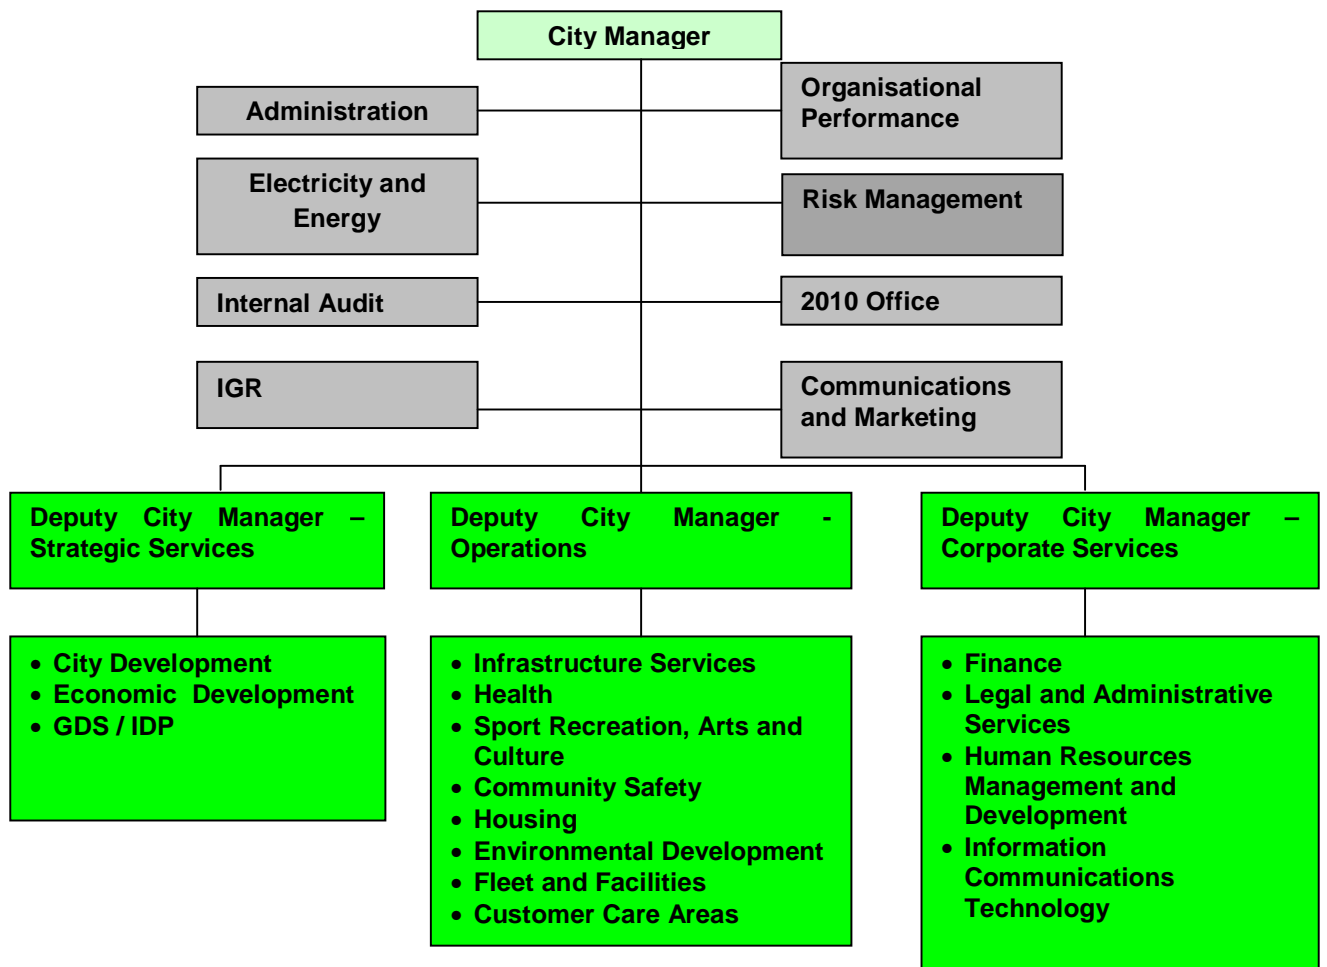 City Manager
Administration
Organisational
Performance
Electricity and
Energy
Risk Management
Internal Audit
2010 Office
IGR
Communications
and Marketing
Deputy City Manager –
Strategic Services
Deputy City Manager -
Operations
Deputy City Manager –
Corporate Services
• City Development
• Economic Development
• GDS / IDP
• Infrastructure Services
• Health
• Sport Recreation, Arts and
Culture
• Community Safety
• Housing
• Environmental Development
• Fleet and Facilities
• Customer Care Areas
• Finance
• Legal and Administrative
Services
• Human Resources
Management and
Development
• Information
Communications
Technology